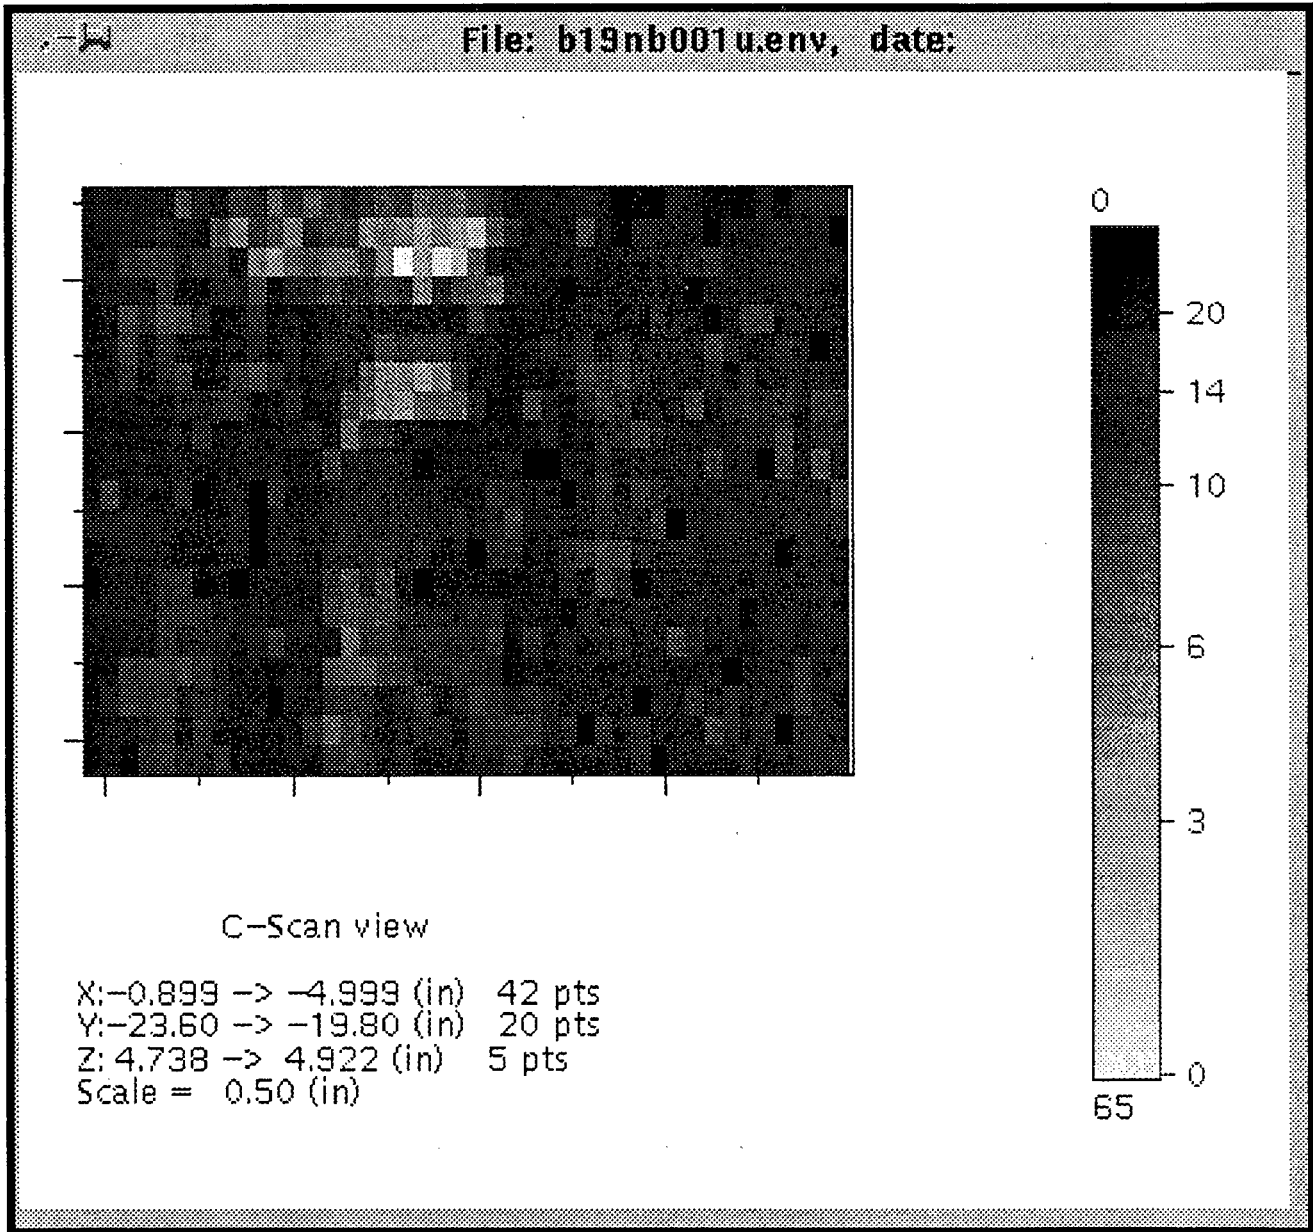 File: b19nb001u.env, date:
0
20
14
10
6
3
0
65
C-Scan view
X:-0.899 -> -4.999 (in) 42 pts
Y:-23.60 -> -19.80 (in) 20 pts
Z: 4.738 -> 4.922 (in) 5 pts
Scale = 0.50 (in)